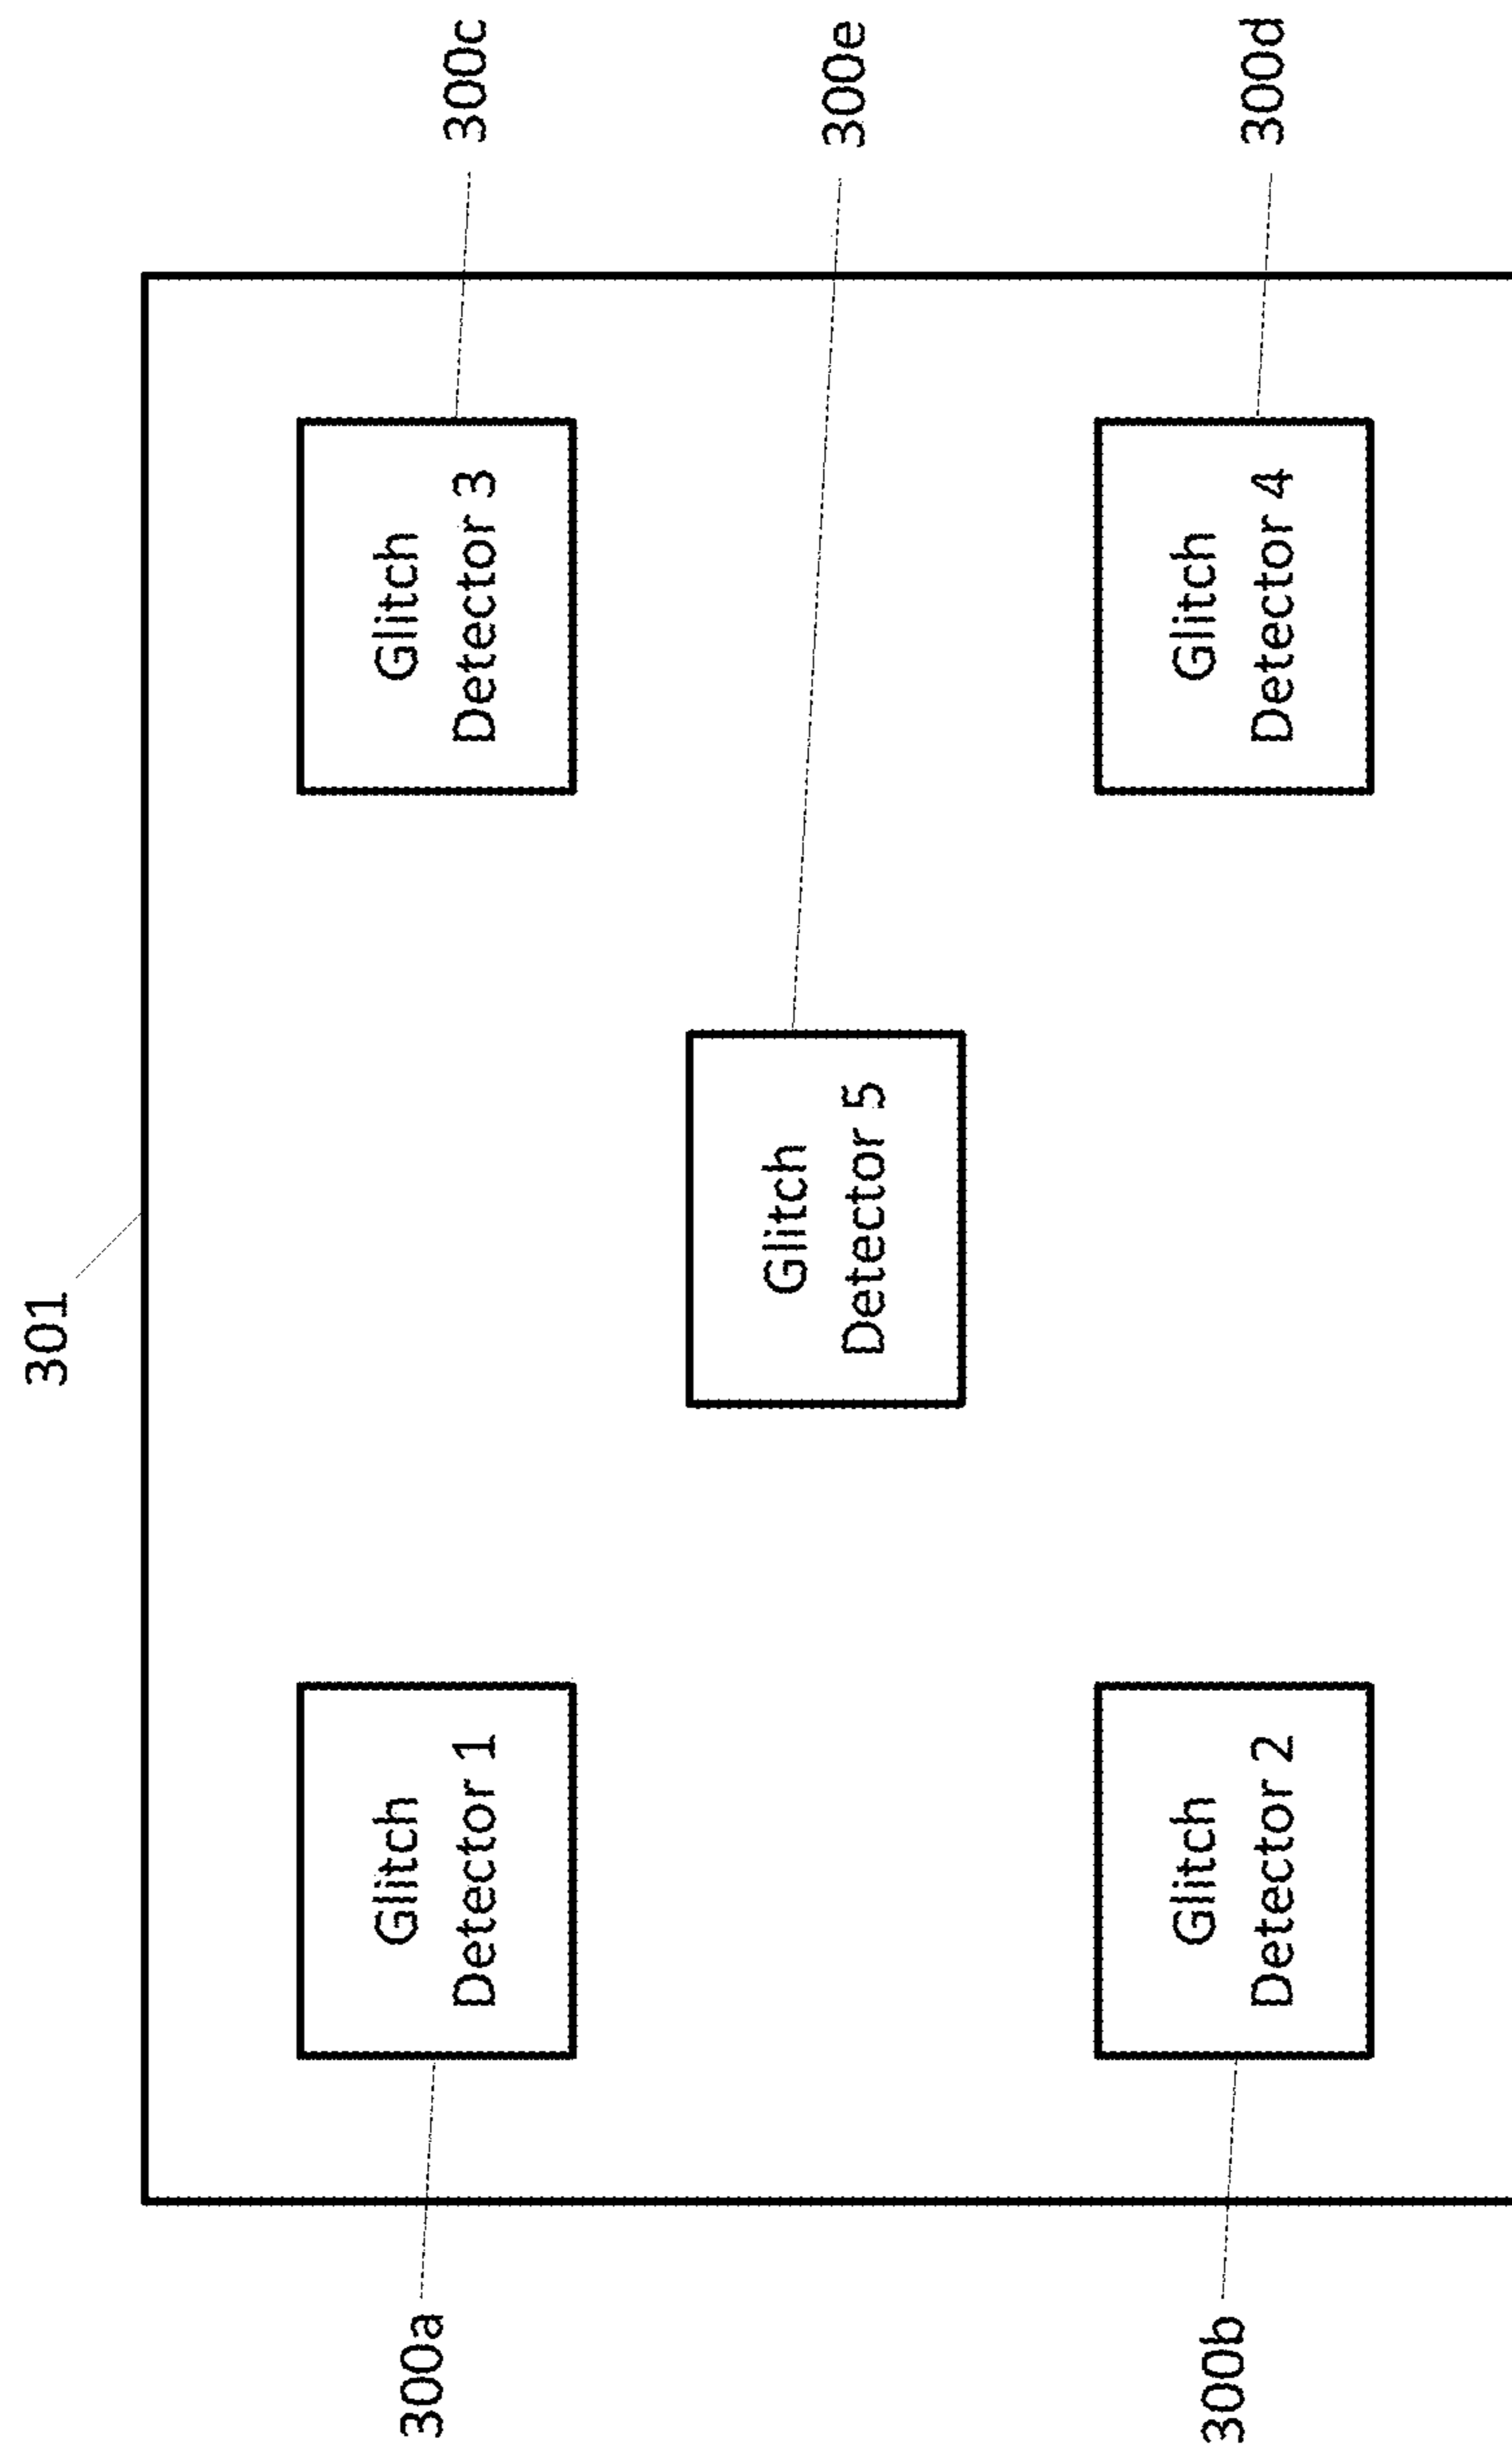 301
Glitch
Detector 1
300a
Glitch
Detector 3
300c
Glitch
Detector 5
300e
Glitch
Detector 2
300b
Glitch
Detector 4
300d